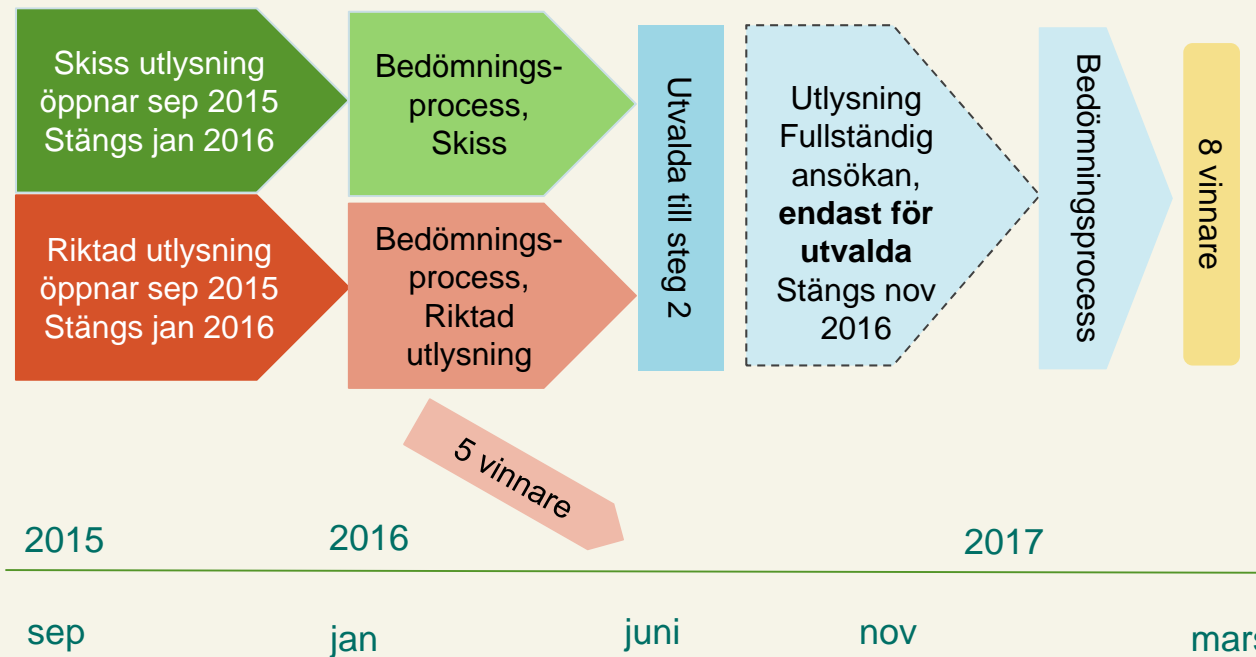 Skiss utlysning
öppnar sep 2015
Stängs jan 2016
Bedömnings-
process,
Skiss
Riktad utlysning
öppnar sep 2015
Stängs jan 2016
Bedömnings-
process,
Riktad
utlysning
Utvalda till steg 2
Utlysning
Fullständig
ansökan,
endast för
utvalda
Stängs nov
2016
Bedömningsprocess
8 vinnare
5 vinnare
2015
2016
2017
sep
jan
juni
nov
mars